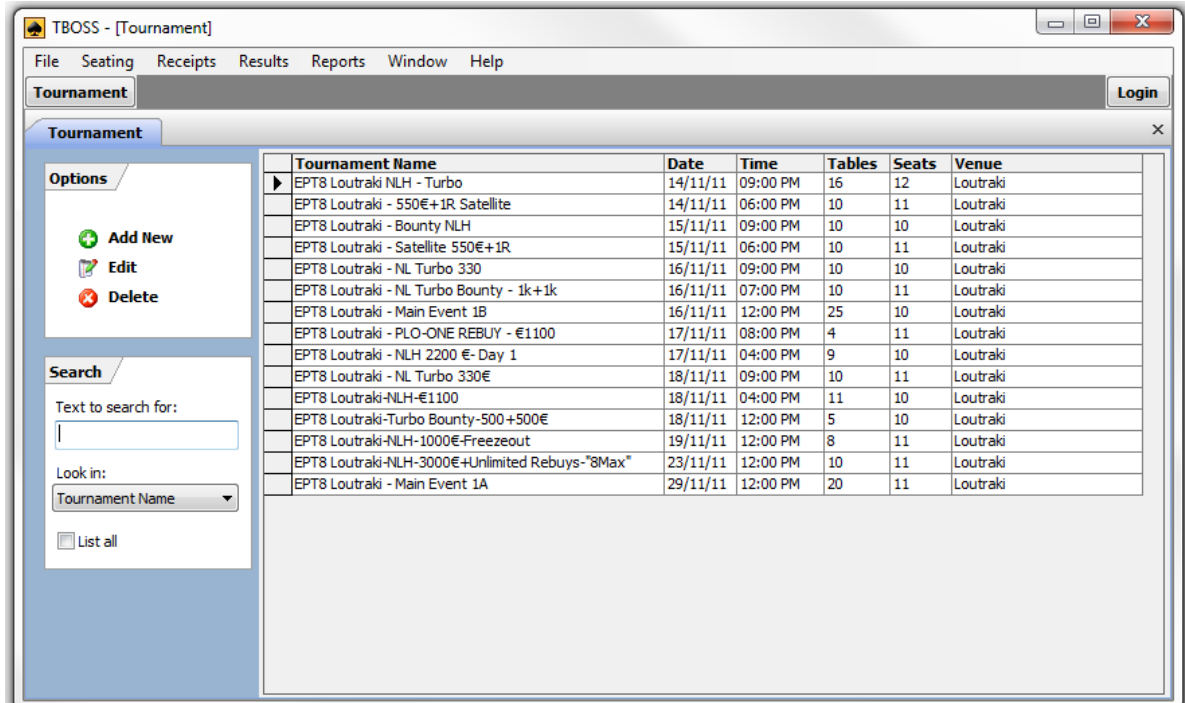 TBOSS - [Tournament]
File Seating Receipts Results Reports Window Help
Tournament Login
Tournament
Options
Add New
Edit
Delete
Search
Text to search for:
Look in:
Tournament Name
List all
Tournament Name Date Time Tables Seats Venue
EPT8 Loutraki NLH - Turbo 14/11/11 09:00 PM 16 12 Loutraki
EPT8 Loutraki - 550€+1R Satellite 14/11/11 06:00 PM 10 11 Loutraki
EPT8 Loutraki - Bounty NLH 15/11/11 09:00 PM 10 10 Loutraki
EPT8 Loutraki - Satellite 550€+1R 15/11/11 06:00 PM 10 11 Loutraki
EPT8 Loutraki - NL Turbo 330 16/11/11 09:00 PM 10 10 Loutraki
EPT8 Loutraki - NL Turbo Bounty - 1k+1k 16/11/11 07:00 PM 10 11 Loutraki
EPT8 Loutraki - Main Event 1B 16/11/11 12:00 PM 25 10 Loutraki
EPT8 Loutraki - PLO-ONE REBUY - €1100 17/11/11 08:00 PM 4 11 Loutraki
EPT8 Loutraki - NLH 2200 €- Day 1 17/11/11 04:00 PM 9 10 Loutraki
EPT8 Loutraki - NL Turbo 330€ 18/11/11 09:00 PM 10 11 Loutraki
EPT8 Loutraki-NLH-€1100 18/11/11 04:00 PM 11 10 Loutraki
EPT8 Loutraki-Turbo Bounty-500+500€ 18/11/11 12:00 PM 5 10 Loutraki
EPT8 Loutraki-NLH-1000€-Freezeout 19/11/11 12:00 PM 8 11 Loutraki
EPT8 Loutraki-NLH-3000€+Unlimited Rebuys-"8Max" 23/11/11 12:00 PM 10 11 Loutraki
EPT8 Loutraki - Main Event 1A 29/11/11 12:00 PM 20 11 Loutraki